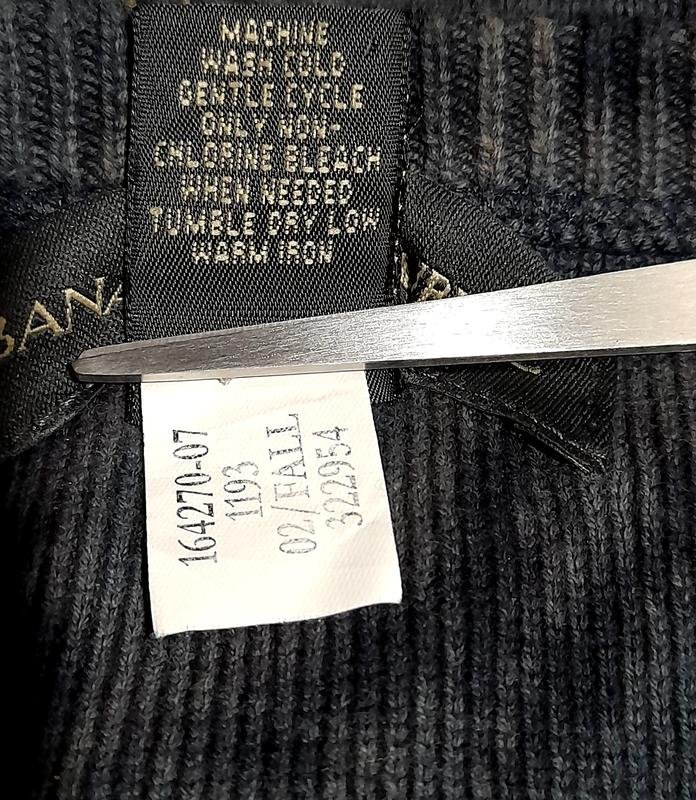 MACHINE
WASH COLD
GENTLE CYCLE
ONLY NON-
CHLORINE BLEACH
WHEN NEEDED
TUMBLE DRY LOW
WARM IRON
BANA
164270-07
1193
02/FALL
322954